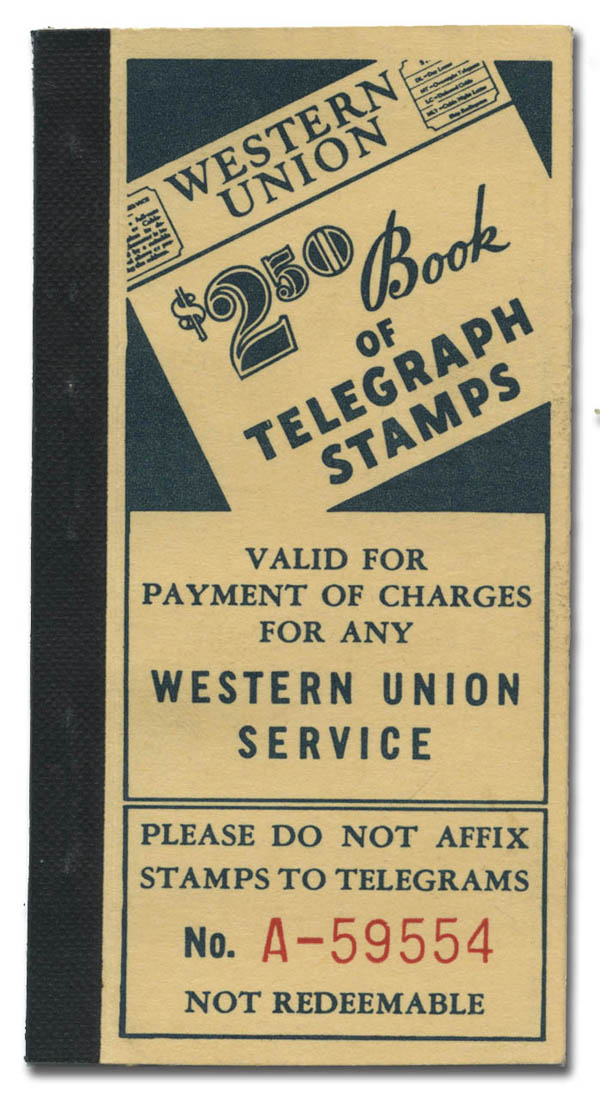 WESTERN
UNION
$2.50 Book
OF
TELEGRAPH
STAMPS
VALID FOR
PAYMENT OF CHARGES
FOR ANY
WESTERN UNION
SERVICE
PLEASE DO NOT AFFIX
STAMPS TO TELEGRAMS
No. A-59554
NOT REDEEMABLE